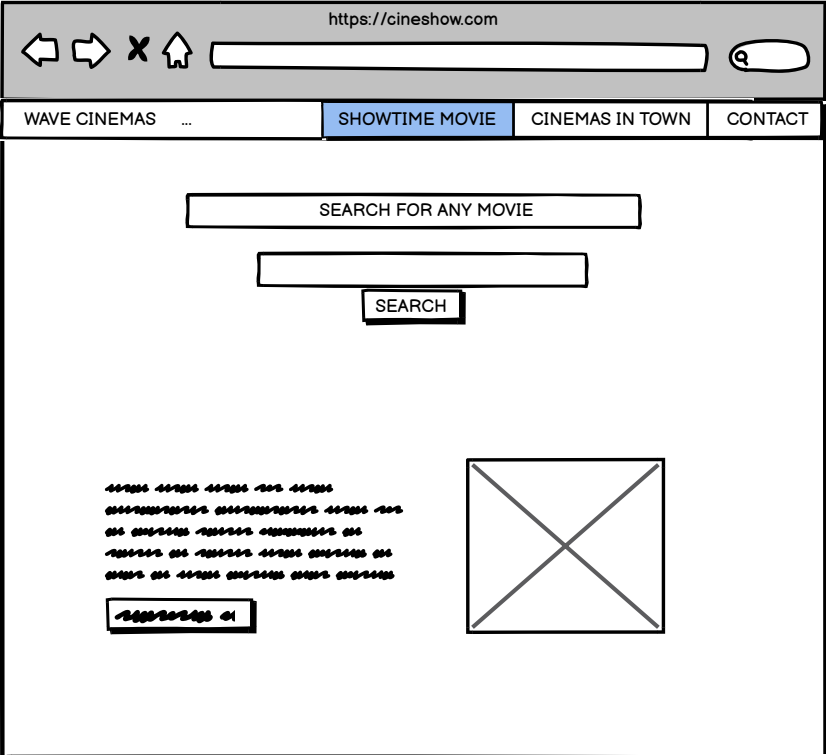 https://cineshow.com
WAVE CINEMAS ... SHOWTIME MOVIE CINEMAS IN TOWN CONTACT
SEARCH FOR ANY MOVIE
SEARCH